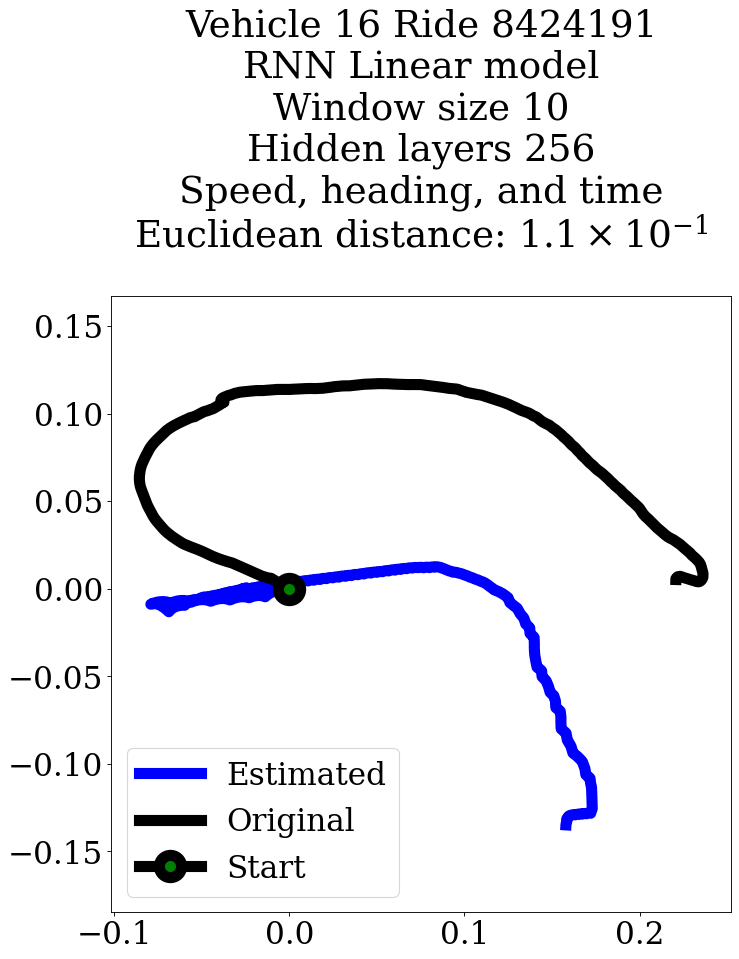 Vehicle 16 Ride 8424191
RNN Linear model
Window size 10
Hidden layers 256
Speed, heading, and time
Euclidean distance: 1.1 × 10⁻¹
0.15
0.10
0.05
0.00
−0.05
−0.10
−0.15
Estimated
Original
Start
−0.1 0.0 0.1 0.2